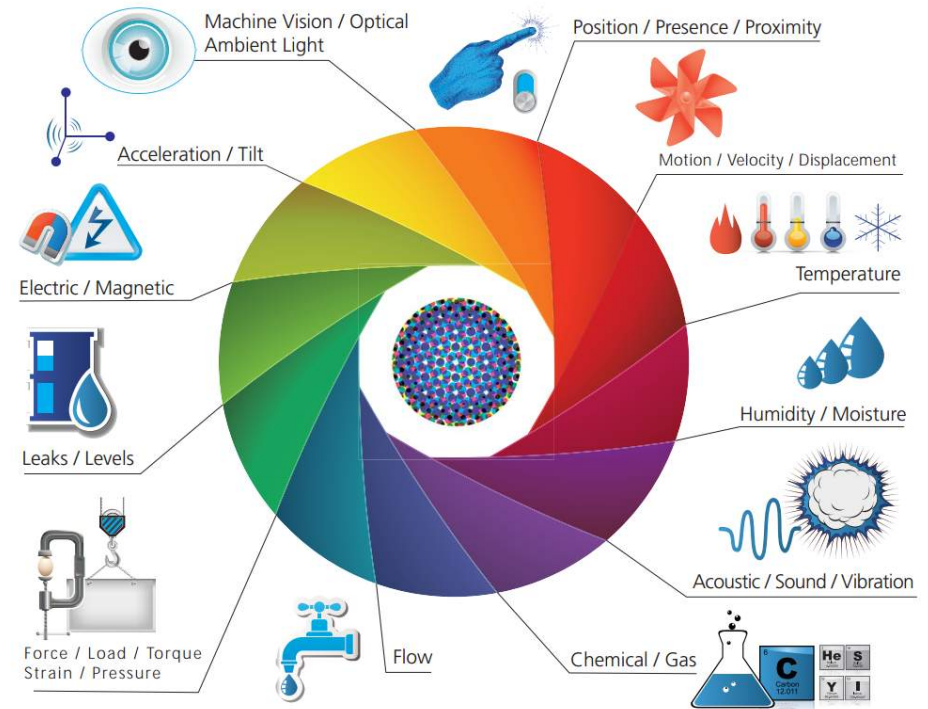 Machine Vision / Optical
Ambient Light
Position / Presence / Proximity
Acceleration / Tilt
Motion / Velocity / Displacement
Electric / Magnetic
Temperature
Leaks / Levels
Humidity / Moisture
Acoustic / Sound / Vibration
Force / Load / Torque
Strain / Pressure
Flow
Chemical / Gas
6
C
Carbon
12.011
He
S
Y
I